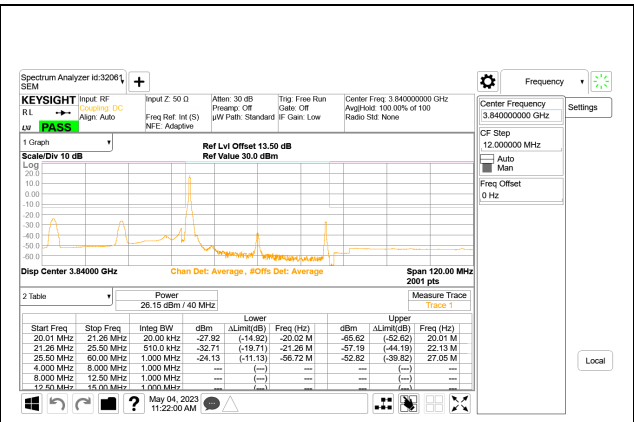 Spectrum Analyzer id:32061
SEM
Frequency
KEYSIGHT Input: RF
RL
Coupling: DC
Align: Auto
LXI PASS
Input Z: 50 Ω
Freq Ref: Int (S)
NFE: Adaptive
Atten: 30 dB
Preamp: Off
µW Path: Standard
Trig: Free Run
Gate: Off
IF Gain: Low
Center Freq: 3.840000000 GHz
Avg|Hold: 100.00% of 100
Radio Std: None
Center Frequency
3.840000000 GHz
Settings
CF Step
12.000000 MHz
Auto
Man
Freq Offset
0 Hz
Local
1 Graph
Scale/Div 10 dB
Ref Lvl Offset 13.50 dB
Ref Value 30.0 dBm
Log
20.0
10.0
0.00
-10.0
-20.0
-30.0
-40.0
-50.0
-60.0
Disp Center 3.84000 GHz
Chan Det: Average , #Offs Det: Average
Span 120.00 MHz
2001 pts
2 Table
Power
26.15 dBm / 40 MHz
Measure Trace
Trace 1
Lower Upper
Start Freq Stop Freq Integ BW dBm ΔLimit(dB) Freq (Hz) dBm ΔLimit(dB) Freq (Hz)
20.01 MHz 21.26 MHz 20.00 kHz -27.92 (-14.92) -20.02 M -65.62 (-52.62) 20.01 M
21.26 MHz 25.50 MHz 510.0 kHz -32.71 (-19.71) -21.26 M -57.19 (-44.19) 22.13 M
25.50 MHz 60.00 MHz 1.000 MHz -24.13 (-11.13) -56.72 M -52.82 (-39.82) 27.05 M
4.000 MHz 8.000 MHz 1.000 MHz --- (---) --- (---)
8.000 MHz 12.50 MHz 1.000 MHz --- (---) --- (---)
12.50 MHz 15.00 MHz 1.000 MHz --- (---) --- (---)
May 04, 2023
11:22:00 AM